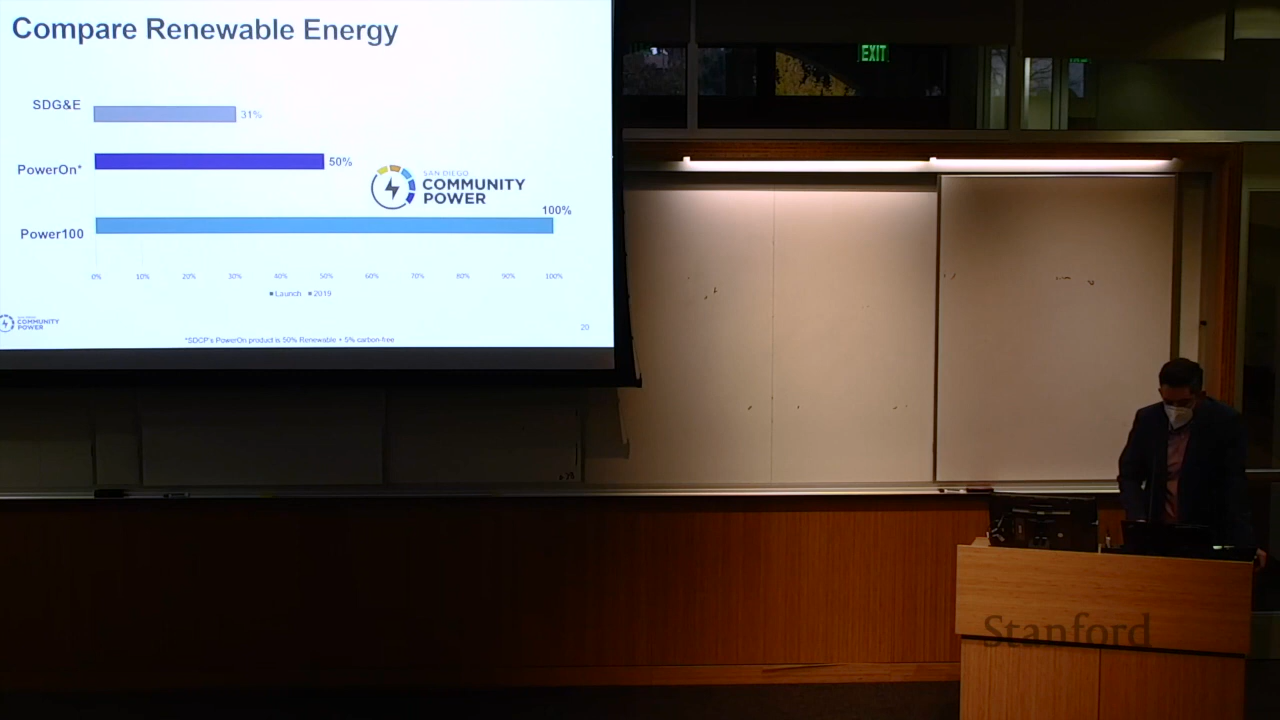 Compare Renewable Energy
SDG&E
31%
PowerOn*
50%
SAN DIEGO
COMMUNITY
POWER
100%
Power100
0% 10% 20% 30% 40% 50% 60% 70% 80% 90% 100%
Launch 2019
SAN DIEGO
COMMUNITY
POWER
20
*SDCP's PowerOn product is 50% Renewable + 5% carbon-free
EXIT
Stanford